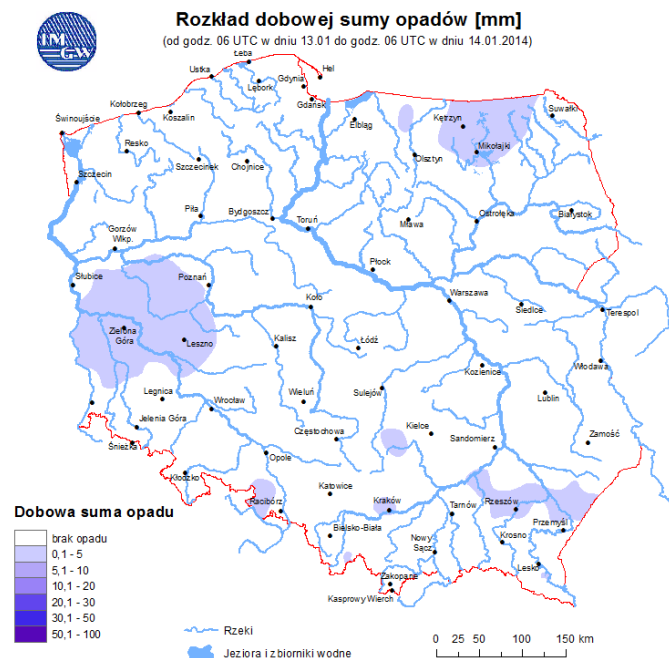 IMGW
Rozkład dobowej sumy opadów [mm]
(od godz. 06 UTC w dniu 13.01 do godz. 06 UTC w dniu 14.01.2014)
Łeba
Ustka
Hel
Gdynia
Lębork
Gdańsk
Kołobrzeg
Koszalin
Świnoujście
Elbląg
Kętrzyn
Suwałki
Resko
Szczecinek
Chojnice
Olsztyn
Mikołajki
Szczecin
Piła
Bydgoszcz
Toruń
Mława
Ostrołęka
Białystok
Gorzów
Wlkp.
Płock
Słubice
Poznań
Koło
Warszawa
Siedlce
Terespol
Zielona
Góra
Leszno
Kalisz
Łódź
Kozienice
Włodawa
Legnica
Wrocław
Wieluń
Sulejów
Lublin
Jelenia Góra
Częstochowa
Kielce
Sandomierz
Zamość
Śnieżka
Opole
Kłodzko
Katowice
Racibórz
Kraków
Tarnów
Rzeszów
Przemyśl
Bielsko-Biała
Nowy
Sącz
Krosno
Lesko
Zakopane
Kasprowy Wierch
Dobowa suma opadu
brak opadu
0,1 - 5
5,1 - 10
10,1 - 20
20,1 - 30
30,1 - 50
50,1 - 100
Rzeki
Jeziora i zbiorniki wodne
0 25 50 100 150 km